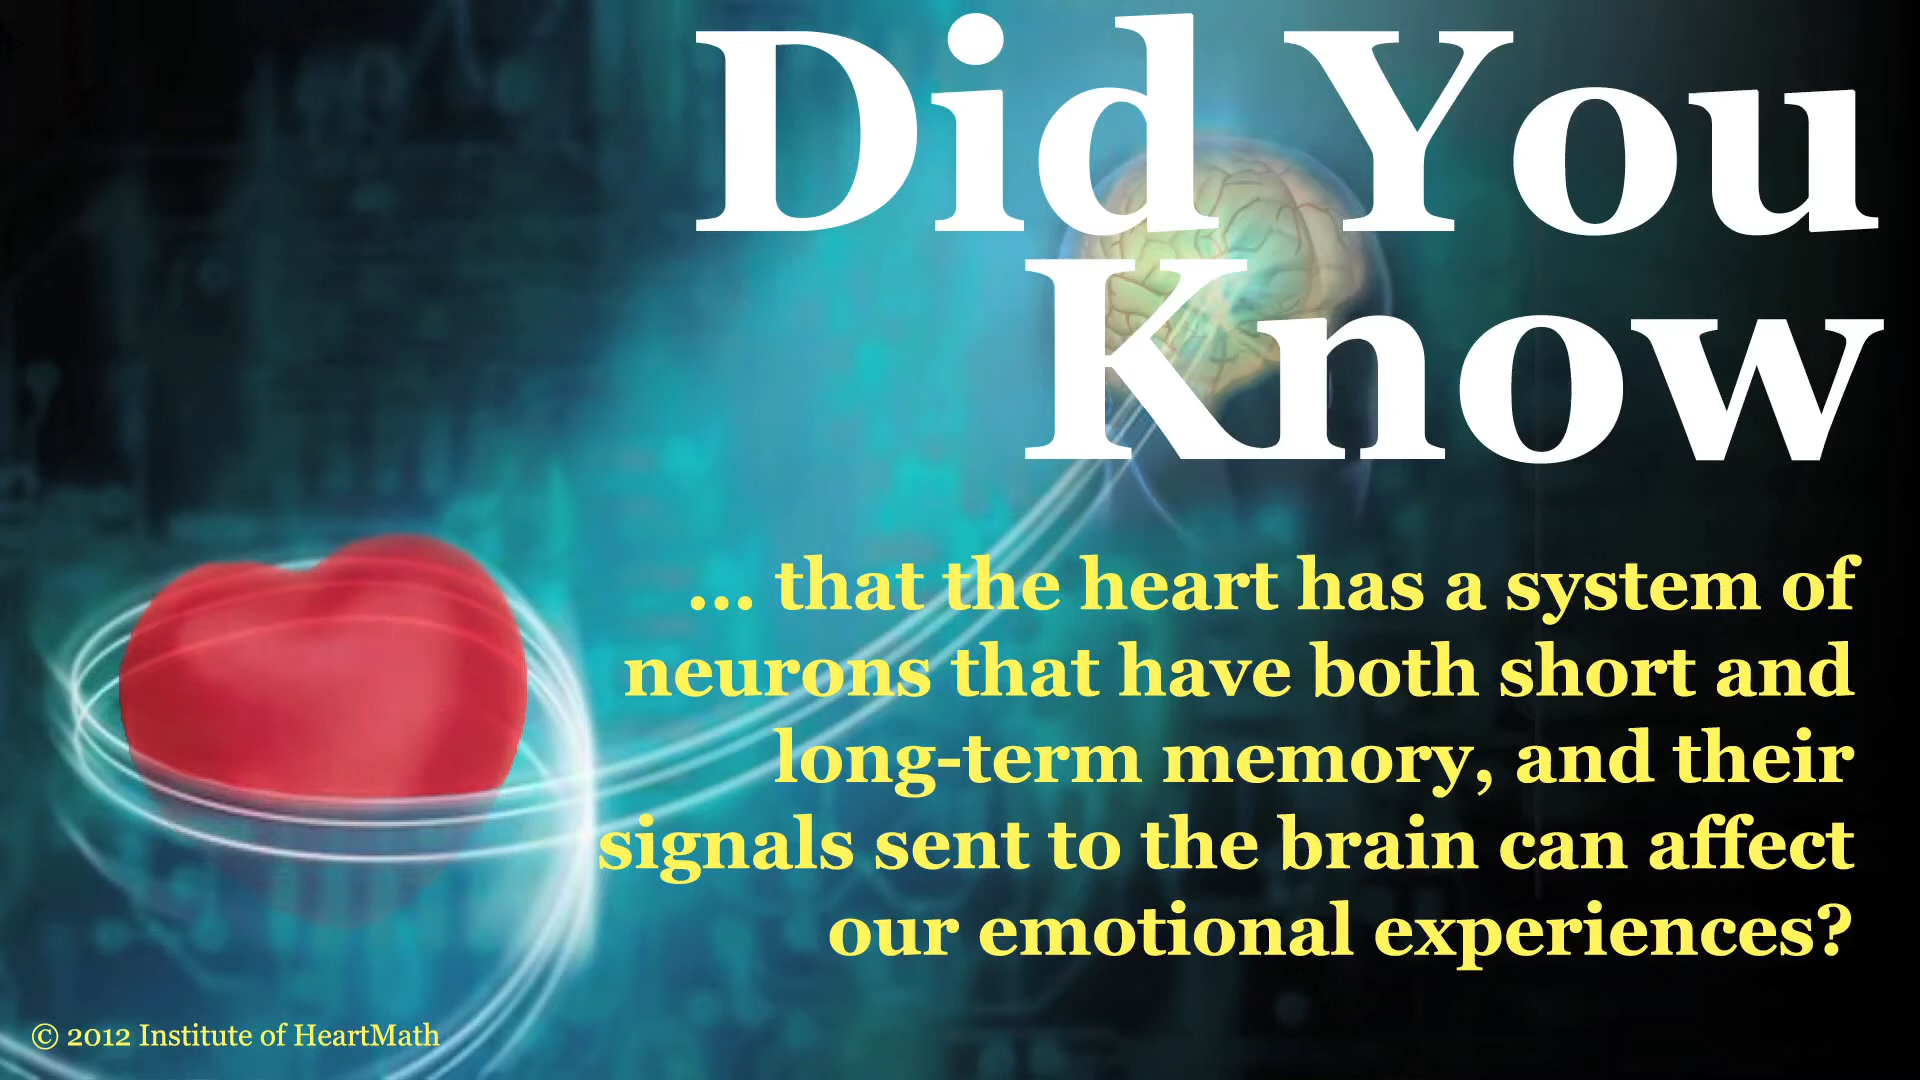 Did You
Know
... that the heart has a system of
neurons that have both short and
long-term memory, and their
signals sent to the brain can affect
our emotional experiences?
© 2012 Institute of HeartMath